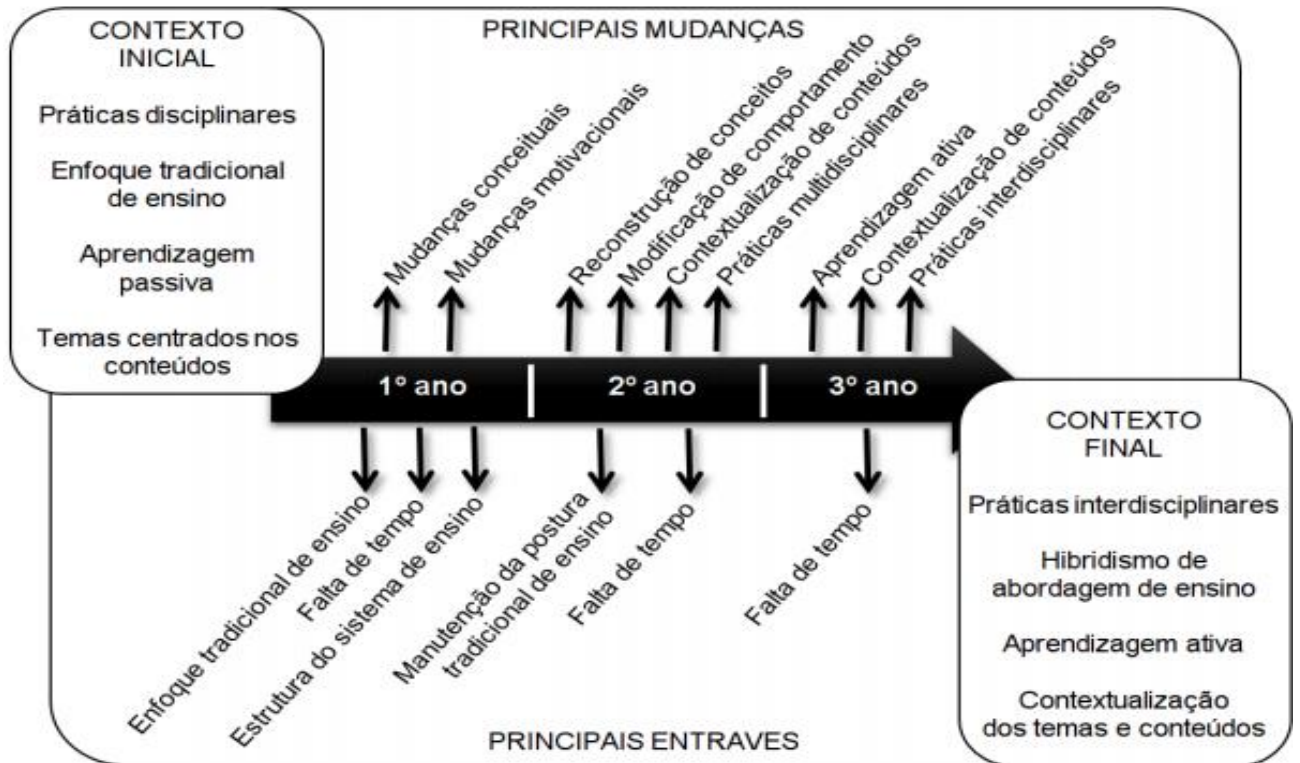 CONTEXTO
INICIAL
Práticas disciplinares
Enfoque tradicional
de ensino
Aprendizagem
passiva
Temas centrados nos
conteúdos
PRINCIPAIS MUDANÇAS
Mudanças conceituais
Mudanças motivacionais
Reconstrução de conceitos
Modificação de comportamento
Contextualização de conteúdos
Práticas multidisciplinares
Aprendizagem ativa
Contextualização de conteúdos
Práticas interdisciplinares
1º ano
2º ano
3º ano
Enfoque tradicional de ensino
Falta de tempo
Estrutura do sistema de ensino
Manutenção da postura
tradicional de ensino
Falta de tempo
Falta de tempo
PRINCIPAIS ENTRAVES
CONTEXTO
FINAL
Práticas interdisciplinares
Hibridismo de
abordagem de ensino
Aprendizagem ativa
Contextualização
dos temas e conteúdos